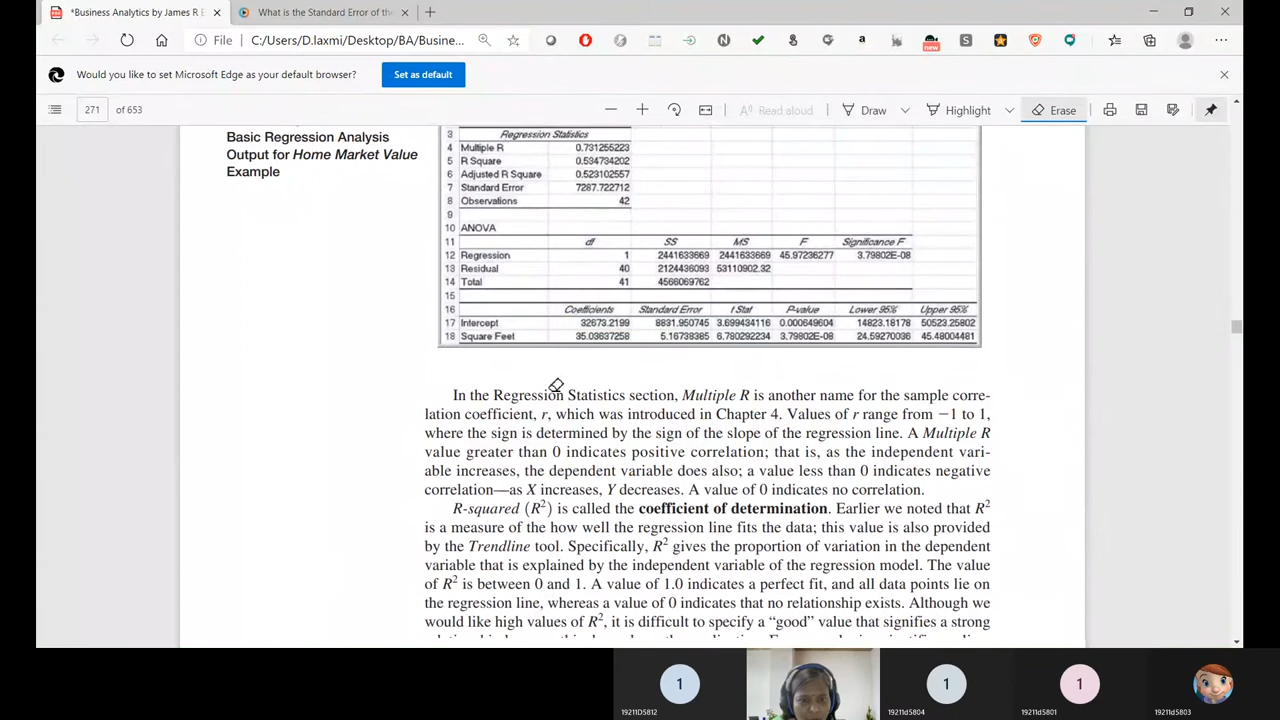 *Business Analytics by James R E
What is the Standard Error of the
File
C:/Users/D.laxmi/Desktop/BA/Busine...
new
Would you like to set Microsoft Edge as your default browser?
Set as default
271 of 653
Read aloud
Draw
Highlight
Erase
Basic Regression Analysis
Output for Home Market Value
Example
3 Regression Statistics
4 Multiple R 0.731255223
5 R Square 0.534734202
6 Adjusted R Square 0.523102557
7 Standard Error 7287.722712
8 Observations 42
9
10 ANOVA
11 df SS MS F Significance F
12 Regression 1 2441633669 2441633669 45.97236277 3.79802E-08
13 Residual 40 2124436093 53110902.32
14 Total 41 4566069762
15
16 Coefficients Standard Error t Stat P-value Lower 95% Upper 95%
17 Intercept 32673.2199 8831.950745 3.699434116 0.000649604 14823.18178 50523.25802
18 Square Feet 35.03637258 5.16738385 6.780292234 3.79802E-08 24.59270036 45.48004481
In the Regression Statistics section, Multiple R is another name for the sample corre-
lation coefficient, r, which was introduced in Chapter 4. Values of r range from −1 to 1,
where the sign is determined by the sign of the slope of the regression line. A Multiple R
value greater than 0 indicates positive correlation; that is, as the independent vari-
able increases, the dependent variable does also; a value less than 0 indicates negative
correlation—as X increases, Y decreases. A value of 0 indicates no correlation.
R-squared (R²) is called the coefficient of determination. Earlier we noted that R²
is a measure of the how well the regression line fits the data; this value is also provided
by the Trendline tool. Specifically, R² gives the proportion of variation in the dependent
variable that is explained by the independent variable of the regression model. The value
of R² is between 0 and 1. A value of 1.0 indicates a perfect fit, and all data points lie on
the regression line, whereas a value of 0 indicates that no relationship exists. Although we
would like high values of R², it is difficult to specify a “good” value that signifies a strong
1
1
1
19211D5812
19211d5804
19211d5801
19211d5803